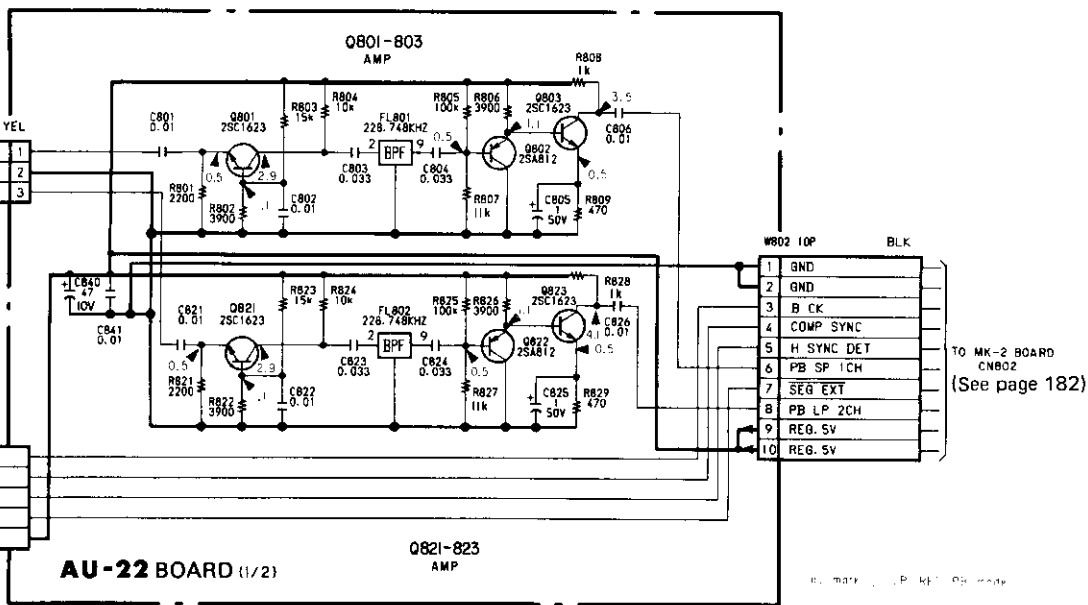 Q801-803
AMP
YEL
1
2
3
C801
0.01
Q801
2SC1623
R803
15K
R804
10K
FL801
228.748KHZ
2 BPF 9
C803
0.033
C804
0.033
R805
100K
R806
3900
Q803
2SC1623
R808
1k
3.5
C806
0.01
1.1
0.5
Q802
2SA812
0.5
0.5
2.9
R801
2200
R802
3900
.1
C802
0.01
R807
11k
C805
1
50V
R809
470
W802 10P BLK
1 GND
2 GND
3 B CK
4 COMP SYNC
5 H SYNC DET
6 PB SP 1CH
7 SEG EXT
8 PB LP 2CH
9 REG. 5V
10 REG. 5V
TO MK-2 BOARD
CN802
(See page 182)
C840
47
10V
C841
0.01
C821
0.01
Q821
2SC1623
R823
15K
R824
10K
FL802
228.748KHZ
2 BPF 9
C823
0.033
C824
0.033
R825
100K
R826
3900
Q823
2SC1623
R828
1k
C826
0.01
4.1
1.1
0.5
Q822
2SA812
0.5
0.5
2.9
R821
2200
R822
3900
.1
C822
0.01
R827
11k
C825
1
50V
R829
470
Q821-823
AMP
AU-22 BOARD (1/2)
mark
mode